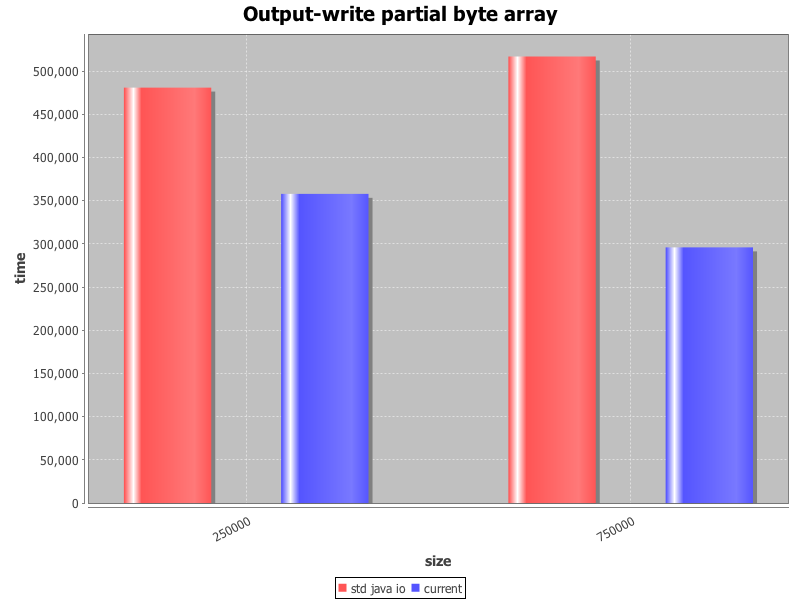 Output-write partial byte array
500,000
450,000
400,000
350,000
300,000
250,000
200,000
150,000
100,000
50,000
0
time
250000
750000
size
std java io
current